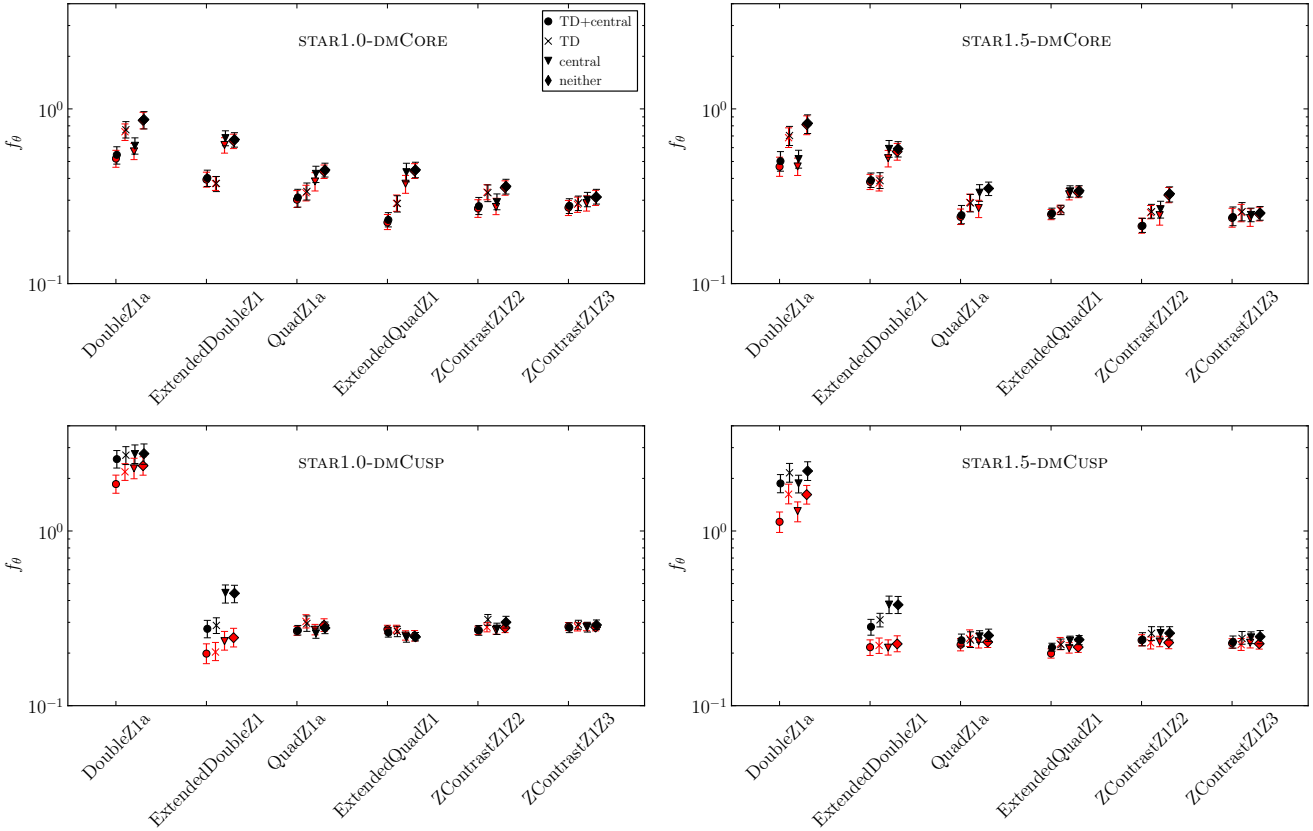 STAR1.0-DMCORE
TD+central
TD
central
neither
10^0
10^-1
f_θ
DoubleZ1a
ExtendedDoubleZ1
QuadZ1a
ExtendedQuadZ1
ZContrastZ1Z2
ZContrastZ1Z3
STAR1.5-DMCORE
10^0
10^-1
f_θ
DoubleZ1a
ExtendedDoubleZ1
QuadZ1a
ExtendedQuadZ1
ZContrastZ1Z2
ZContrastZ1Z3
STAR1.0-DMCUSP
10^0
10^-1
f_θ
DoubleZ1a
ExtendedDoubleZ1
QuadZ1a
ExtendedQuadZ1
ZContrastZ1Z2
ZContrastZ1Z3
STAR1.5-DMCUSP
10^0
10^-1
f_θ
DoubleZ1a
ExtendedDoubleZ1
QuadZ1a
ExtendedQuadZ1
ZContrastZ1Z2
ZContrastZ1Z3